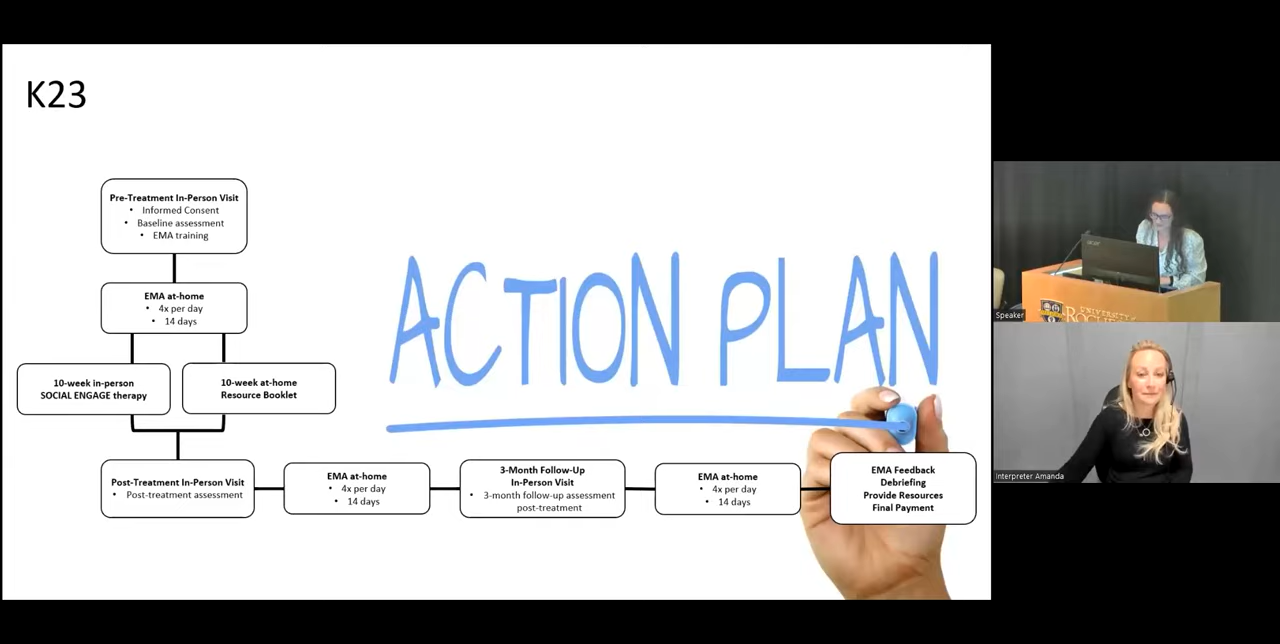 K23
Pre-Treatment In-Person Visit
• Informed Consent
• Baseline assessment
• EMA training
EMA at-home
• 4x per day
• 14 days
10-week in-person
SOCIAL ENGAGE therapy
10-week at-home
Resource Booklet
ACTION PLAN
Post-Treatment In-Person Visit
• Post-treatment assessment
EMA at-home
• 4x per day
• 14 days
3-Month Follow-Up
In-Person Visit
• 3-month follow-up assessment
post-treatment
EMA at-home
• 4x per day
• 14 days
EMA Feedback
Debriefing
Provide Resources
Final Payment
Speaker
UNIVERSITY of
ROCHESTER
Interpreter Amanda